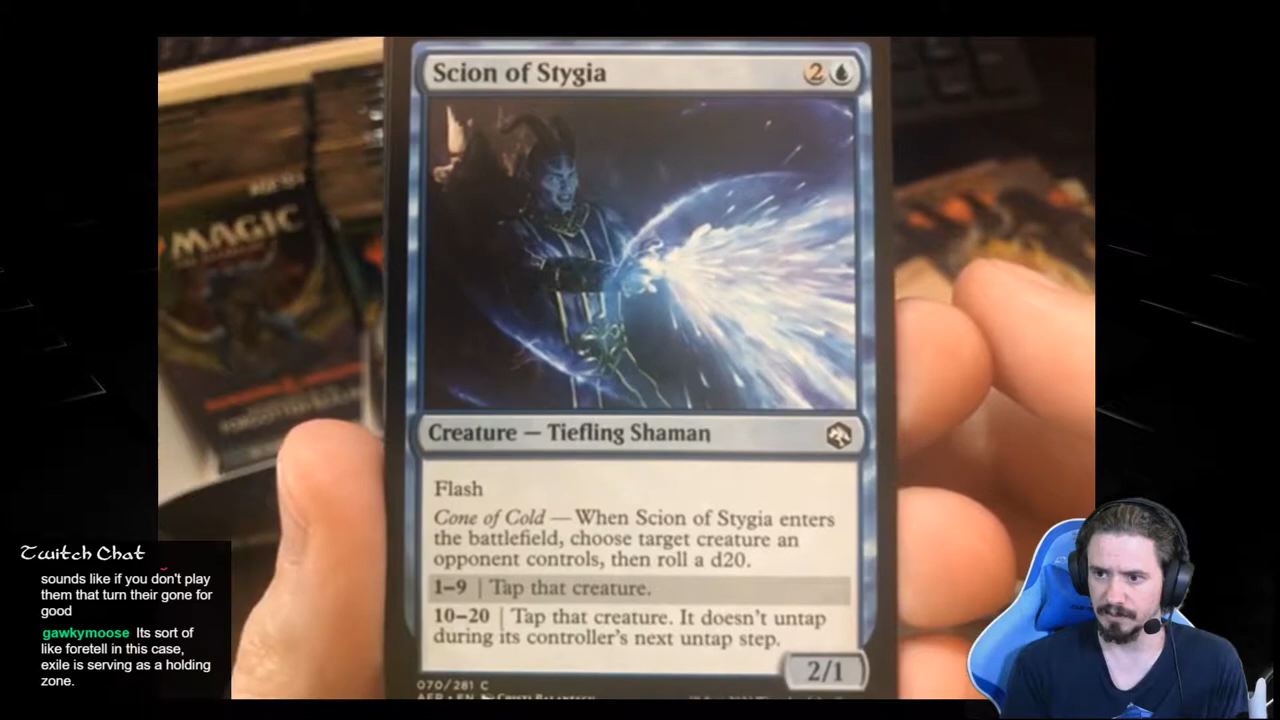 Scion of Stygia 2
MAGIC
Creature — Tiefling Shaman
Flash
Cone of Cold — When Scion of Stygia enters
the battlefield, choose target creature an
opponent controls, then roll a d20.
1–9 | Tap that creature.
10–20 | Tap that creature. It doesn't untap
during its controller's next untap step.
2/1
070/281 C
Twitch Chat
sounds like if you don't play
them that turn their gone for
good
gawkymoose Its sort of
like foretell in this case,
exile is serving as a holding
zone.